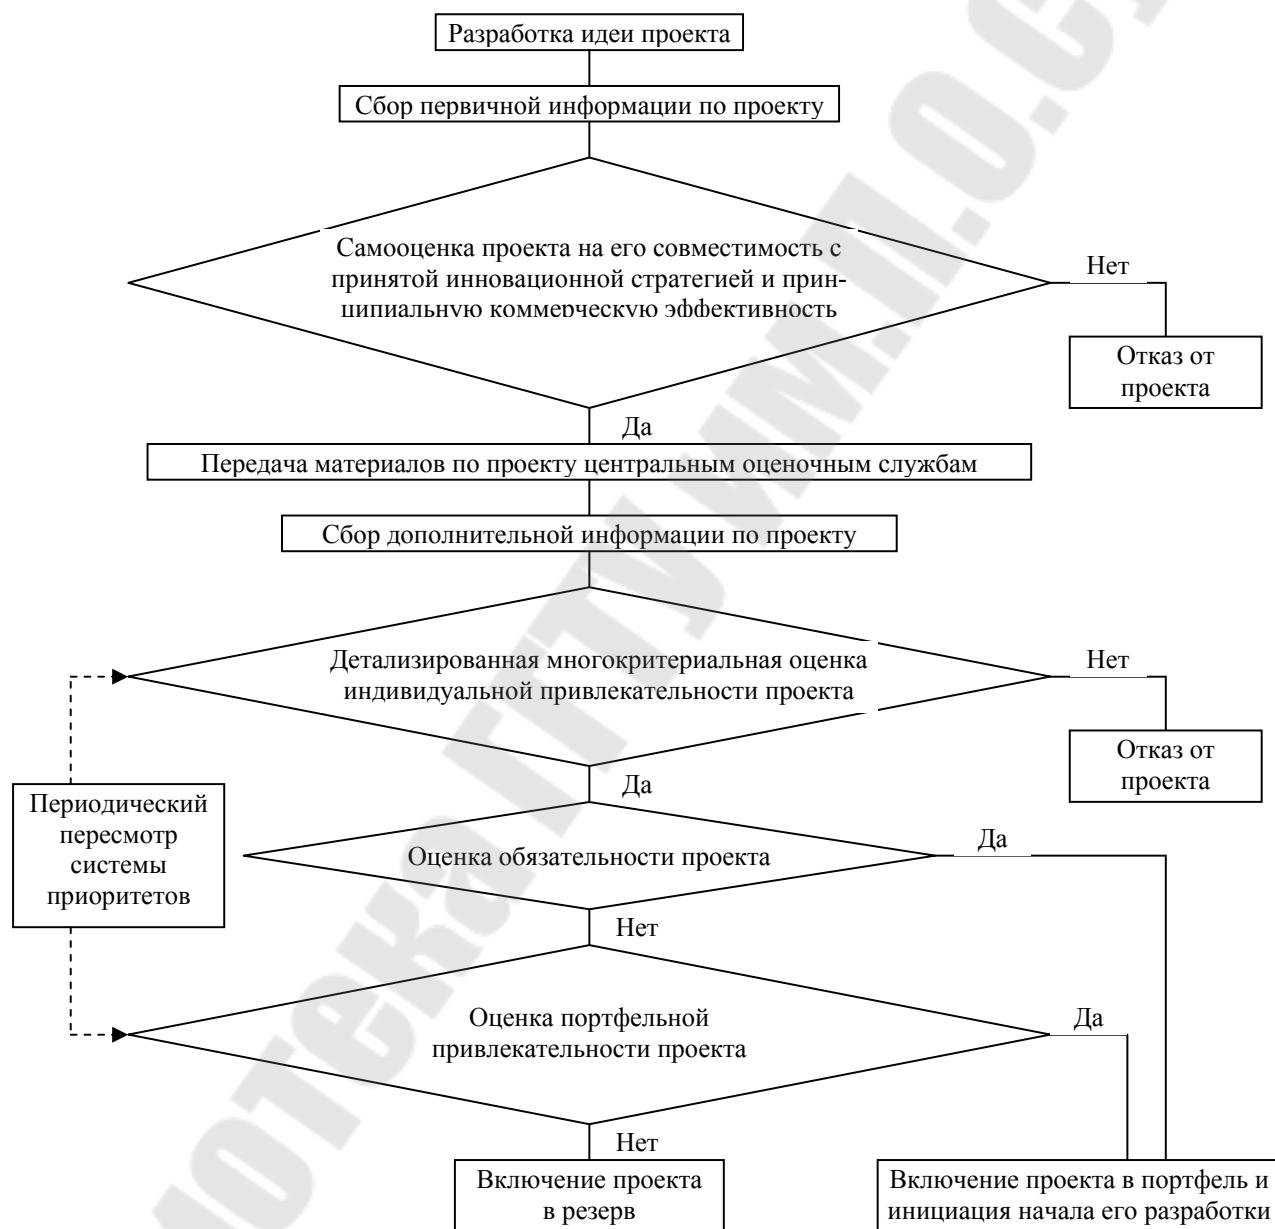 Разработка идеи проекта
Сбор первичной информации по проекту
Самооценка проекта на его совместимость с
принятой инновационной стратегией и прин-
ципиальную коммерческую эффективность
Нет
Отказ от
проекта
Да
Передача материалов по проекту центральным оценочным службам
Сбор дополнительной информации по проекту
Детализированная многокритериальная оценка
индивидуальной привлекательности проекта
Нет
Отказ от
проекта
Да
Периодический
пересмотр
системы
приоритетов
Оценка обязательности проекта
Да
Нет
Оценка портфельной
привлекательности проекта
Да
Нет
Включение проекта
в резерв
Включение проекта в портфель и
инициация начала его разработки